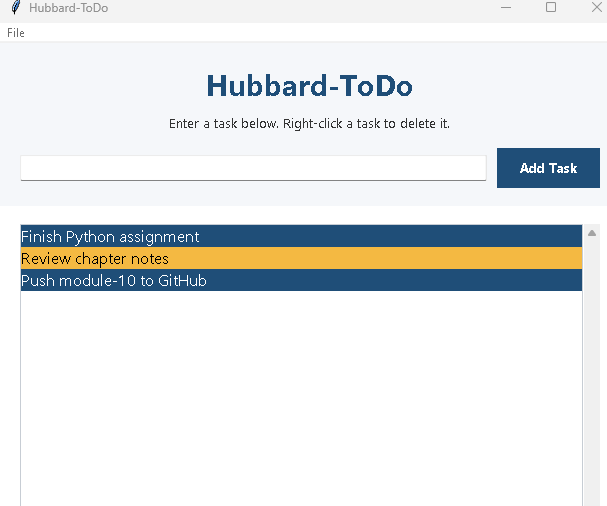 Hubbard-ToDo
File
Hubbard-ToDo
Enter a task below. Right-click a task to delete it.
Add Task
Finish Python assignment
Review chapter notes
Push module-10 to GitHub